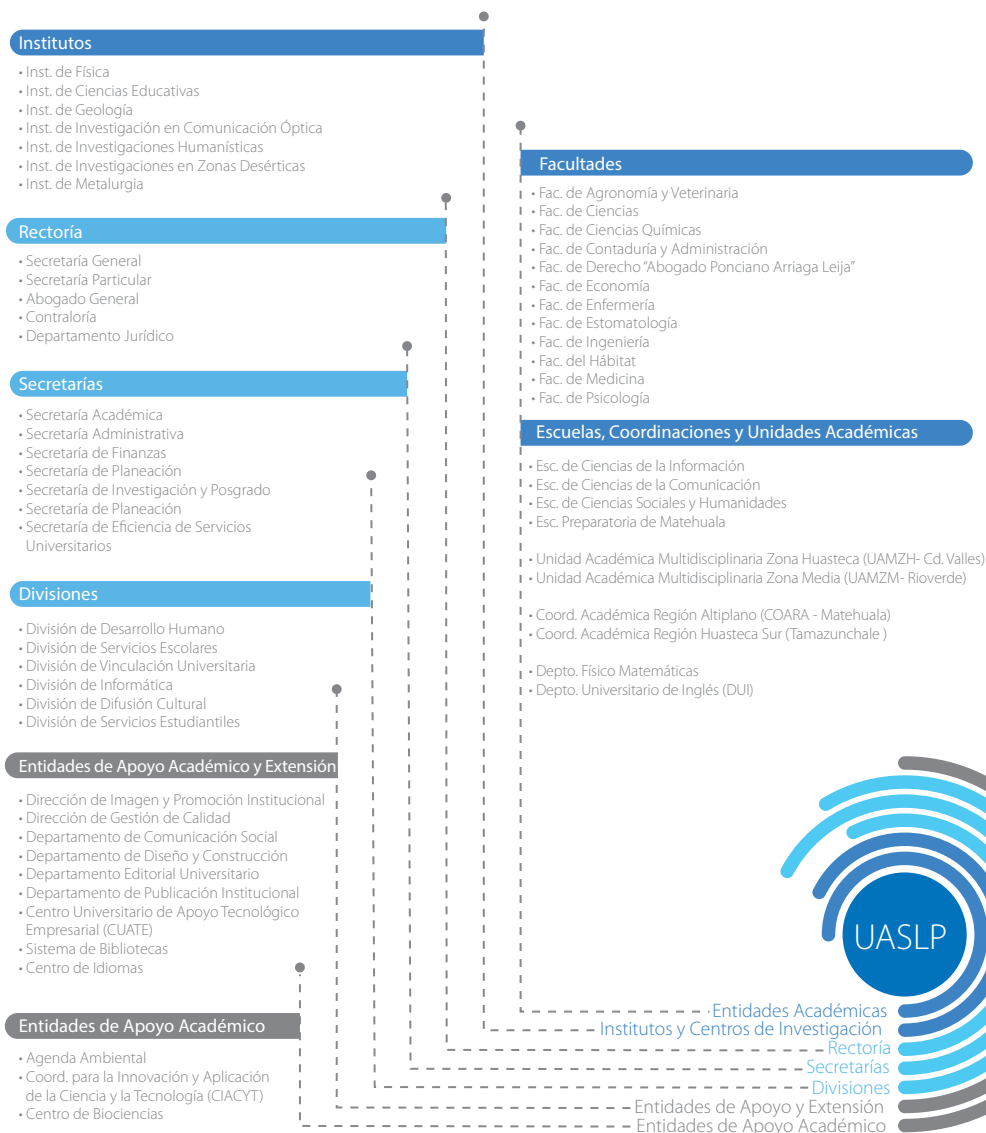 Institutos
• Inst. de Física
• Inst. de Ciencias Educativas
• Inst. de Geología
• Inst. de Investigación en Comunicación Óptica
• Inst. de Investigaciones Humanísticas
• Inst. de Investigaciones en Zonas Desérticas
• Inst. de Metalurgia
Rectoría
• Secretaría General
• Secretaría Particular
• Abogado General
• Contraloría
• Departamento Jurídico
Secretarías
• Secretaría Académica
• Secretaría Administrativa
• Secretaría de Finanzas
• Secretaría de Planeación
• Secretaría de Investigación y Posgrado
• Secretaría de Planeación
• Secretaría de Eficiencia de Servicios
Universitarios
Divisiones
• División de Desarrollo Humano
• División de Servicios Escolares
• División de Vinculación Universitaria
• División de Informática
• División de Difusión Cultural
• División de Servicios Estudiantiles
Entidades de Apoyo Académico y Extensión
• Dirección de Imagen y Promoción Institucional
• Dirección de Gestión de Calidad
• Departamento de Comunicación Social
• Departamento de Diseño y Construcción
• Departamento Editorial Universitario
• Departamento de Publicación Institucional
• Centro Universitario de Apoyo Tecnológico
Empresarial (CUATE)
• Sistema de Bibliotecas
• Centro de Idiomas
Entidades de Apoyo Académico
• Agenda Ambiental
• Coord. para la Innovación y Aplicación
de la Ciencia y la Tecnología (CIACYT)
• Centro de Biociencias
Facultades
• Fac. de Agronomía y Veterinaria
• Fac. de Ciencias
• Fac. de Ciencias Químicas
• Fac. de Contaduría y Administración
• Fac. de Derecho "Abogado Ponciano Arriaga Leija"
• Fac. de Economía
• Fac. de Enfermería
• Fac. de Estomatología
• Fac. de Ingeniería
• Fac. del Hábitat
• Fac. de Medicina
• Fac. de Psicología
Escuelas, Coordinaciones y Unidades Académicas
• Esc. de Ciencias de la Información
• Esc. de Ciencias de la Comunicación
• Esc. de Ciencias Sociales y Humanidades
• Esc. Preparatoria de Matehuala
• Unidad Académica Multidisciplinaria Zona Huasteca (UAMZH- Cd. Valles)
• Unidad Académica Multidisciplinaria Zona Media (UAMZM- Rioverde)
• Coord. Académica Región Altiplano (COARA - Matehuala)
• Coord. Académica Región Huasteca Sur (Tamazunchale )
• Depto. Físico Matemáticas
• Depto. Universitario de Inglés (DUI)
UASLP
Entidades Académicas
Institutos y Centros de Investigación
Rectoría
Secretarías
Divisiones
Entidades de Apoyo y Extensión
Entidades de Apoyo Académico